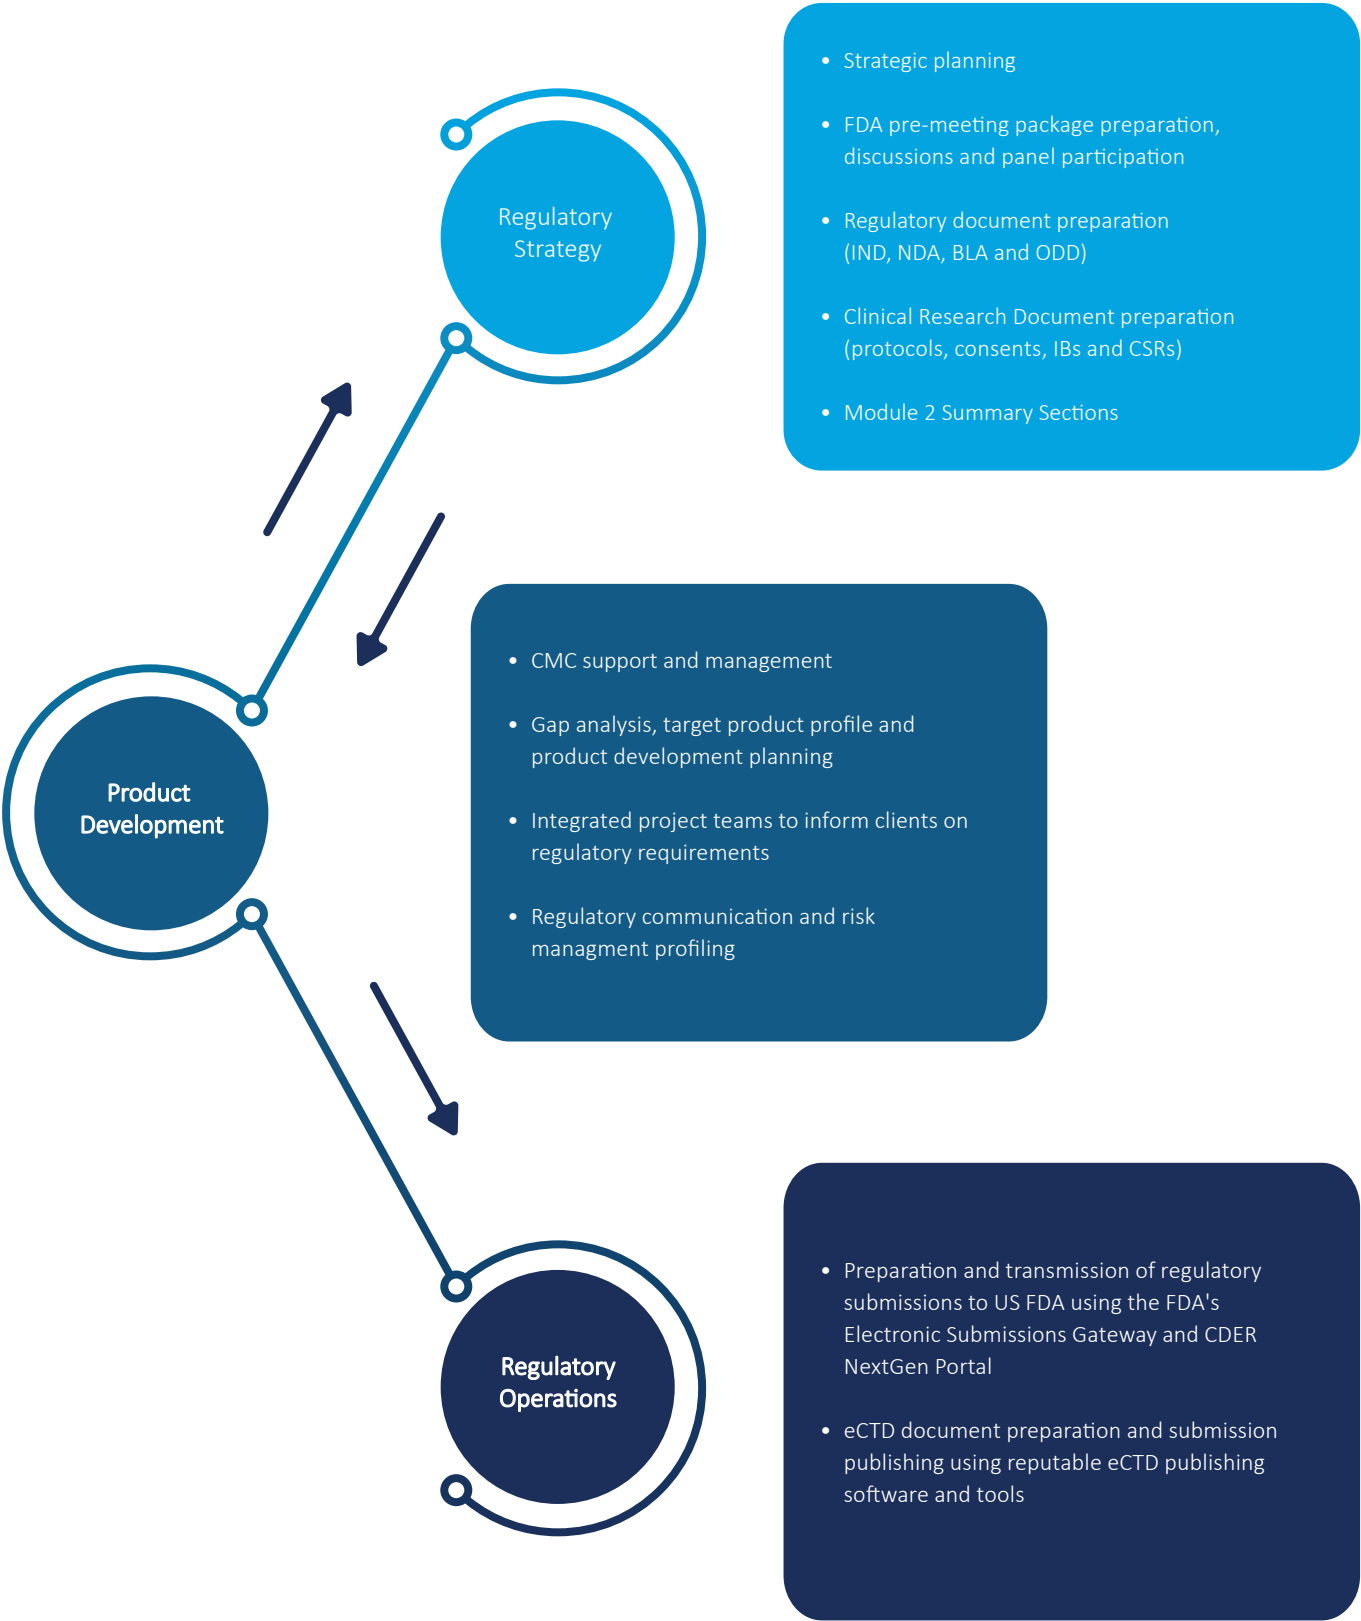 Regulatory
Strategy
• Strategic planning
• FDA pre-meeting package preparation,
discussions and panel participation
• Regulatory document preparation
(IND, NDA, BLA and ODD)
• Clinical Research Document preparation
(protocols, consents, IBs and CSRs)
• Module 2 Summary Sections
Product
Development
• CMC support and management
• Gap analysis, target product profile and
product development planning
• Integrated project teams to inform clients on
regulatory requirements
• Regulatory communication and risk
managment profiling
Regulatory
Operations
• Preparation and transmission of regulatory
submissions to US FDA using the FDA's
Electronic Submissions Gateway and CDER
NextGen Portal
• eCTD document preparation and submission
publishing using reputable eCTD publishing
software and tools